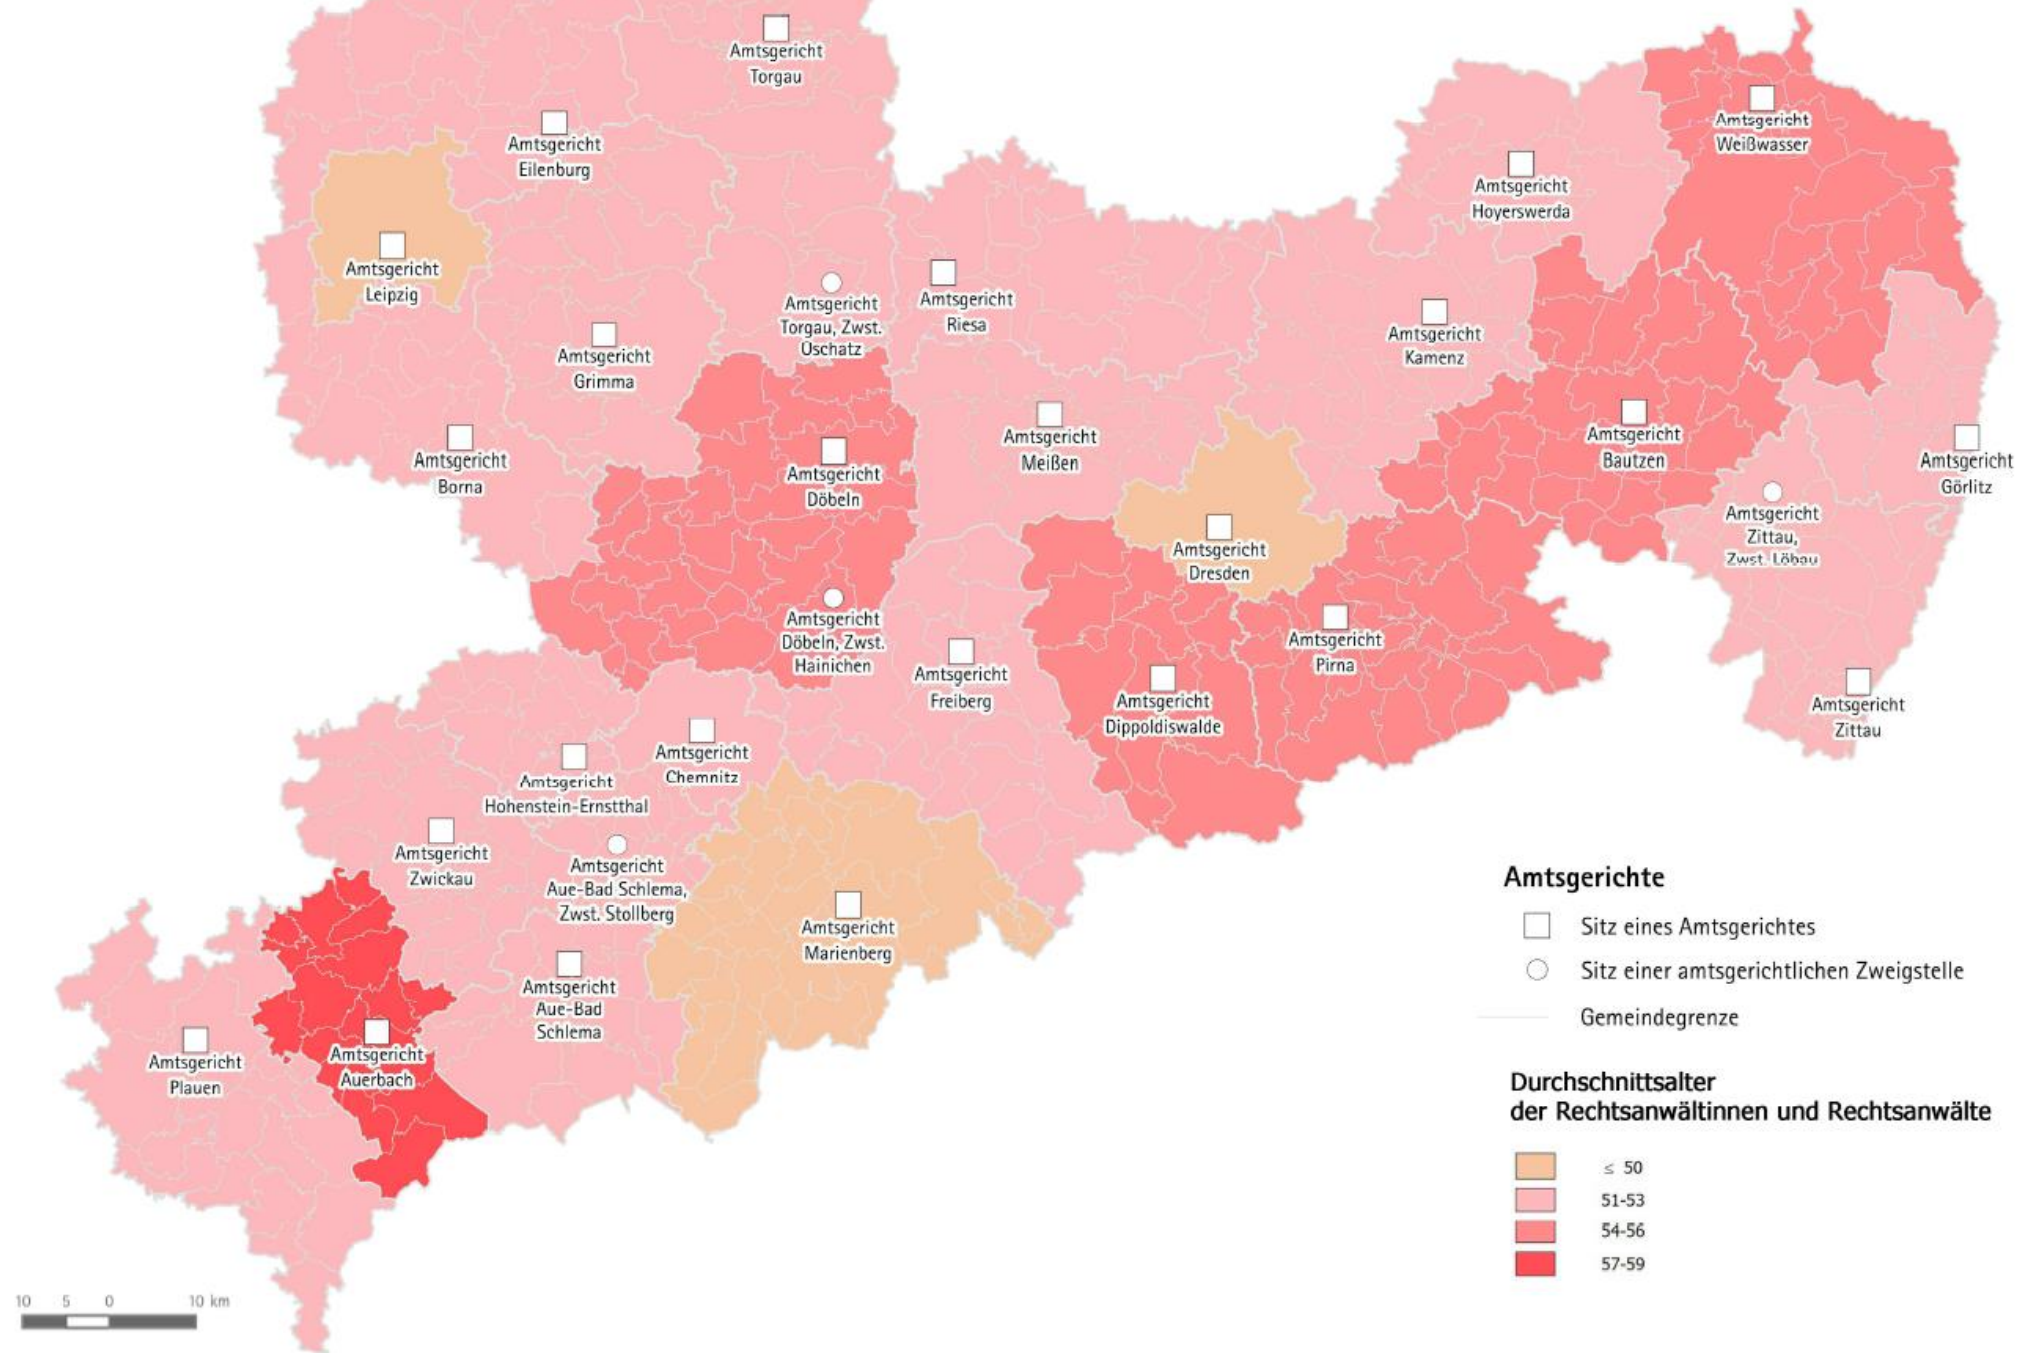 Amtsgericht
Torgau
Amtsgericht
Eilenburg
Amtsgericht
Weißwasser
Amtsgericht
Hoyerswerda
Amtsgericht
Leipzig
Amtsgericht
Torgau, Zwst.
Oschatz
Amtsgericht
Riesa
Amtsgericht
Grimma
Amtsgericht
Kamenz
Amtsgericht
Borna
Amtsgericht
Döbeln
Amtsgericht
Meißen
Amtsgericht
Bautzen
Amtsgericht
Görlitz
Amtsgericht
Zittau,
Zwst. Löbau
Amtsgericht
Dresden
Amtsgericht
Döbeln, Zwst.
Hainichen
Amtsgericht
Freiberg
Amtsgericht
Pirna
Amtsgericht
Dippoldiswalde
Amtsgericht
Zittau
Amtsgericht
Chemnitz
Amtsgericht
Hohenstein-Ernstthal
Amtsgericht
Zwickau
Amtsgericht
Aue-Bad Schlema,
Zwst. Stollberg
Amtsgericht
Marienberg
Amtsgericht
Aue-Bad
Schlema
Amtsgericht
Plauen
Amtsgericht
Auerbach
Amtsgerichte
Sitz eines Amtsgerichtes
Sitz einer amtsgerichtlichen Zweigstelle
Gemeindegrenze
Durchschnittsalter
der Rechtsanwältinnen und Rechtsanwälte
≤ 50
51-53
54-56
57-59
10 5 0 10 km